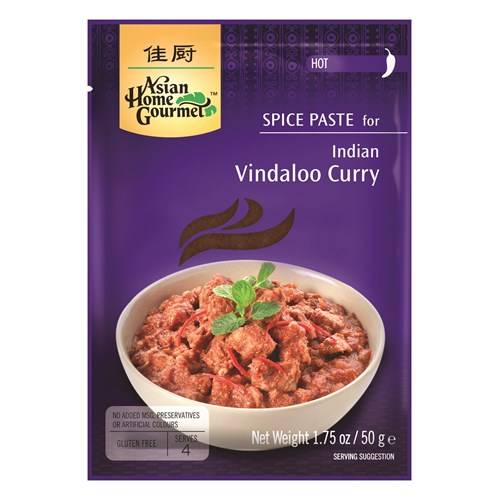 佳厨
Asian
Home
Gourmet™
HOT
SPICE PASTE for
Indian
Vindaloo Curry
NO ADDED MSG, PRESERVATIVES
OR ARTIFICIAL COLOURS
GLUTEN FREE
SERVES
4
Net Weight 1.75 oz / 50 g e
SERVING SUGGESTION